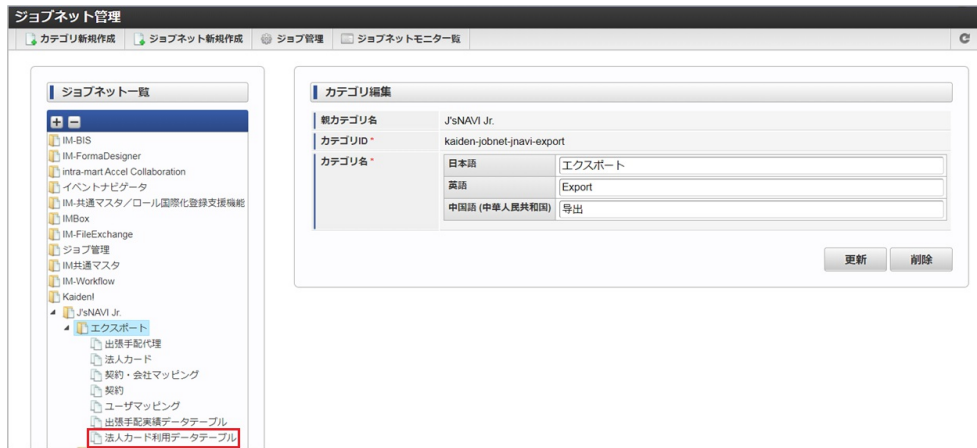 ジョブネット管理
カテゴリ新規作成 ジョブネット新規作成 ジョブ管理 ジョブネットモニター覧
ジョブネット一覧
IM-BIS
IM-FormaDesigner
intra-mart Accel Collaboration
イベントナビゲータ
IM-共通マスタ/ロール国際化登録支援機能
IMBox
IM-FileExchange
ジョブ管理
IM共通マスタ
IM-Workflow
Kaiden!
J'sNAVI Jr.
エクスポート
出張手配代理
法人カード
契約・会社マッピング
契約
ユーザマッピング
出張手配実績データテーブル
法人カード利用データテーブル
カテゴリ編集
親カテゴリ名 J'sNAVI Jr.
カテゴリID * kaiden-jobnet-jnavi-export
カテゴリ名 * 日本語 エクスポート
英語 Export
中国語 (中華人民共和国) 导出
更新 削除